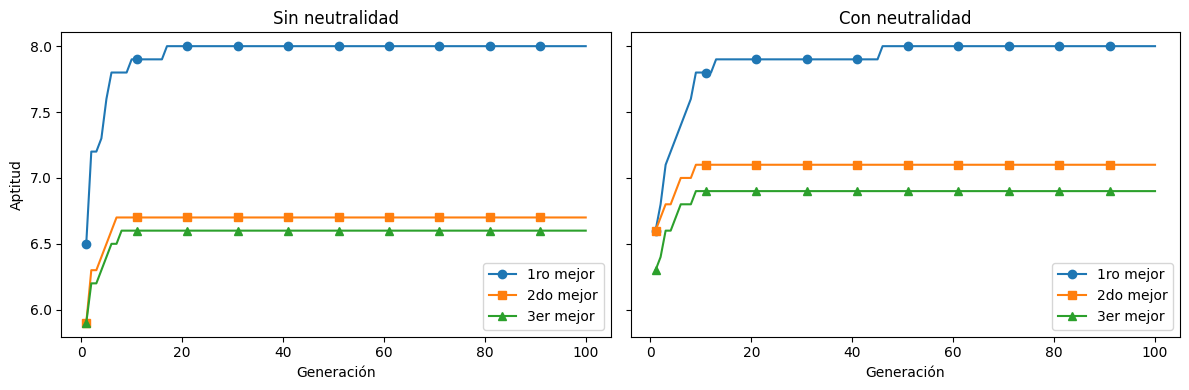 Sin neutralidad
Aptitud
8.0
7.5
7.0
6.5
6.0
0
20
40
60
80
100
Generación
1ro mejor
2do mejor
3er mejor
Con neutralidad
0
20
40
60
80
100
Generación
1ro mejor
2do mejor
3er mejor